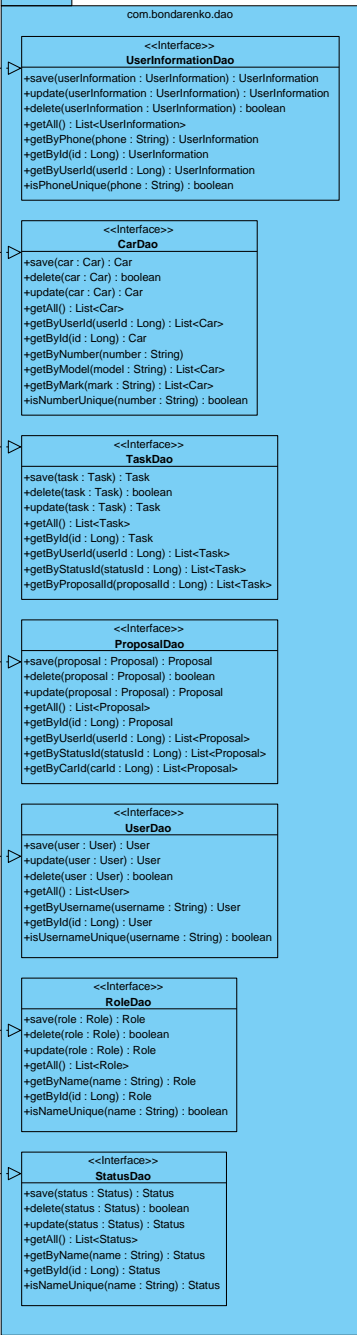 com.bondarenko.dao
<<Interface>>
UserInformationDao
+save(userInformation : UserInformation) : UserInformation
+update(userInformation : UserInformation) : UserInformation
+delete(userInformation : UserInformation) : boolean
+getAll() : List<UserInformation>
+getByPhone(phone : String) : UserInformation
+getById(id : Long) : UserInformation
+getByUserId(userId : Long) : UserInformation
+isPhoneUnique(phone : String) : boolean
<<Interface>>
CarDao
+save(car : Car) : Car
+delete(car : Car) : boolean
+update(car : Car) : Car
+getAll() : List<Car>
+getByUserId(userId : Long) : List<Car>
+getById(id : Long) : Car
+getByNumber(number : String)
+getByModel(model : String) : List<Car>
+getByMark(mark : String) : List<Car>
+isNumberUnique(number : String) : boolean
<<Interface>>
TaskDao
+save(task : Task) : Task
+delete(task : Task) : boolean
+update(task : Task) : Task
+getAll() : List<Task>
+getById(id : Long) : Task
+getByUserId(userId : Long) : List<Task>
+getByStatusId(statusId : Long) : List<Task>
+getByProposalId(proposalId : Long) : List<Task>
<<Interface>>
ProposalDao
+save(proposal : Proposal) : Proposal
+delete(proposal : Proposal) : boolean
+update(proposal : Proposal) : Proposal
+getAll() : List<Proposal>
+getById(id : Long) : Proposal
+getByUserId(userId : Long) : List<Proposal>
+getByStatusId(statusId : Long) : List<Proposal>
+getByCarId(carId : Long) : List<Proposal>
<<Interface>>
UserDao
+save(user : User) : User
+update(user : User) : User
+delete(user : User) : boolean
+getAll() : List<User>
+getByUsername(username : String) : User
+getById(id : Long) : User
+isUsernameUnique(username : String) : boolean
<<Interface>>
RoleDao
+save(role : Role) : Role
+delete(role : Role) : boolean
+update(role : Role) : Role
+getAll() : List<Role>
+getByName(name : String) : Role
+getById(id : Long) : Role
+isNameUnique(name : String) : boolean
<<Interface>>
StatusDao
+save(status : Status) : Status
+delete(status : Status) : boolean
+update(status : Status) : Status
+getAll() : List<Status>
+getByName(name : String) : Status
+getById(id : Long) : Status
+isNameUnique(name : String) : Status